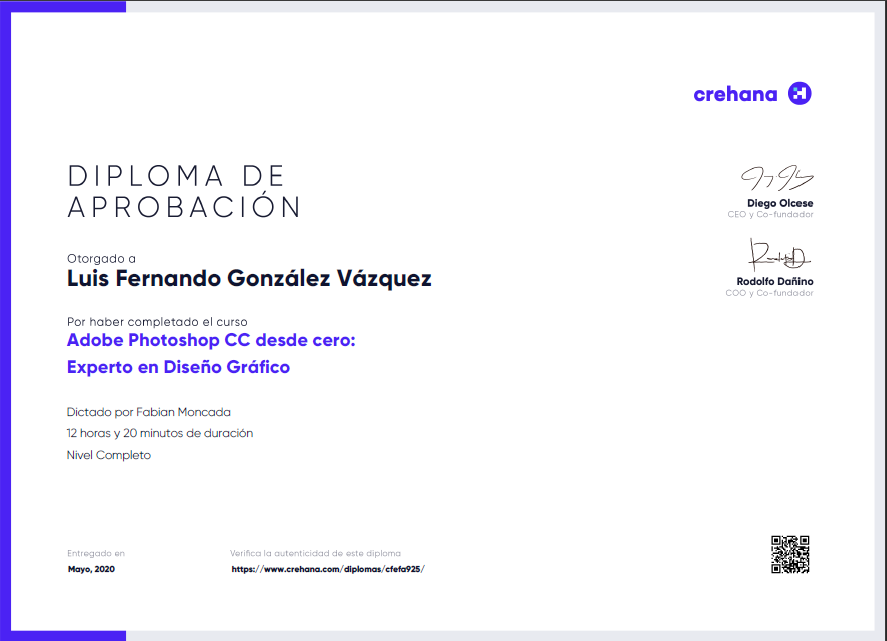 crehana
DIPLOMA DE
APROBACIÓN
Otorgado a
Luis Fernando González Vázquez
Por haber completado el curso
Adobe Photoshop CC desde cero:
Experto en Diseño Gráfico
Dictado por Fabian Moncada
12 horas y 20 minutos de duración
Nivel Completo
Diego Olcese
CEO y Co-fundador
Rodolfo Dañino
COO y Co-fundador
Entregado en
Mayo, 2020
Verifica la autenticidad de este diploma
https://www.crehana.com/diplomas/cfefa925/